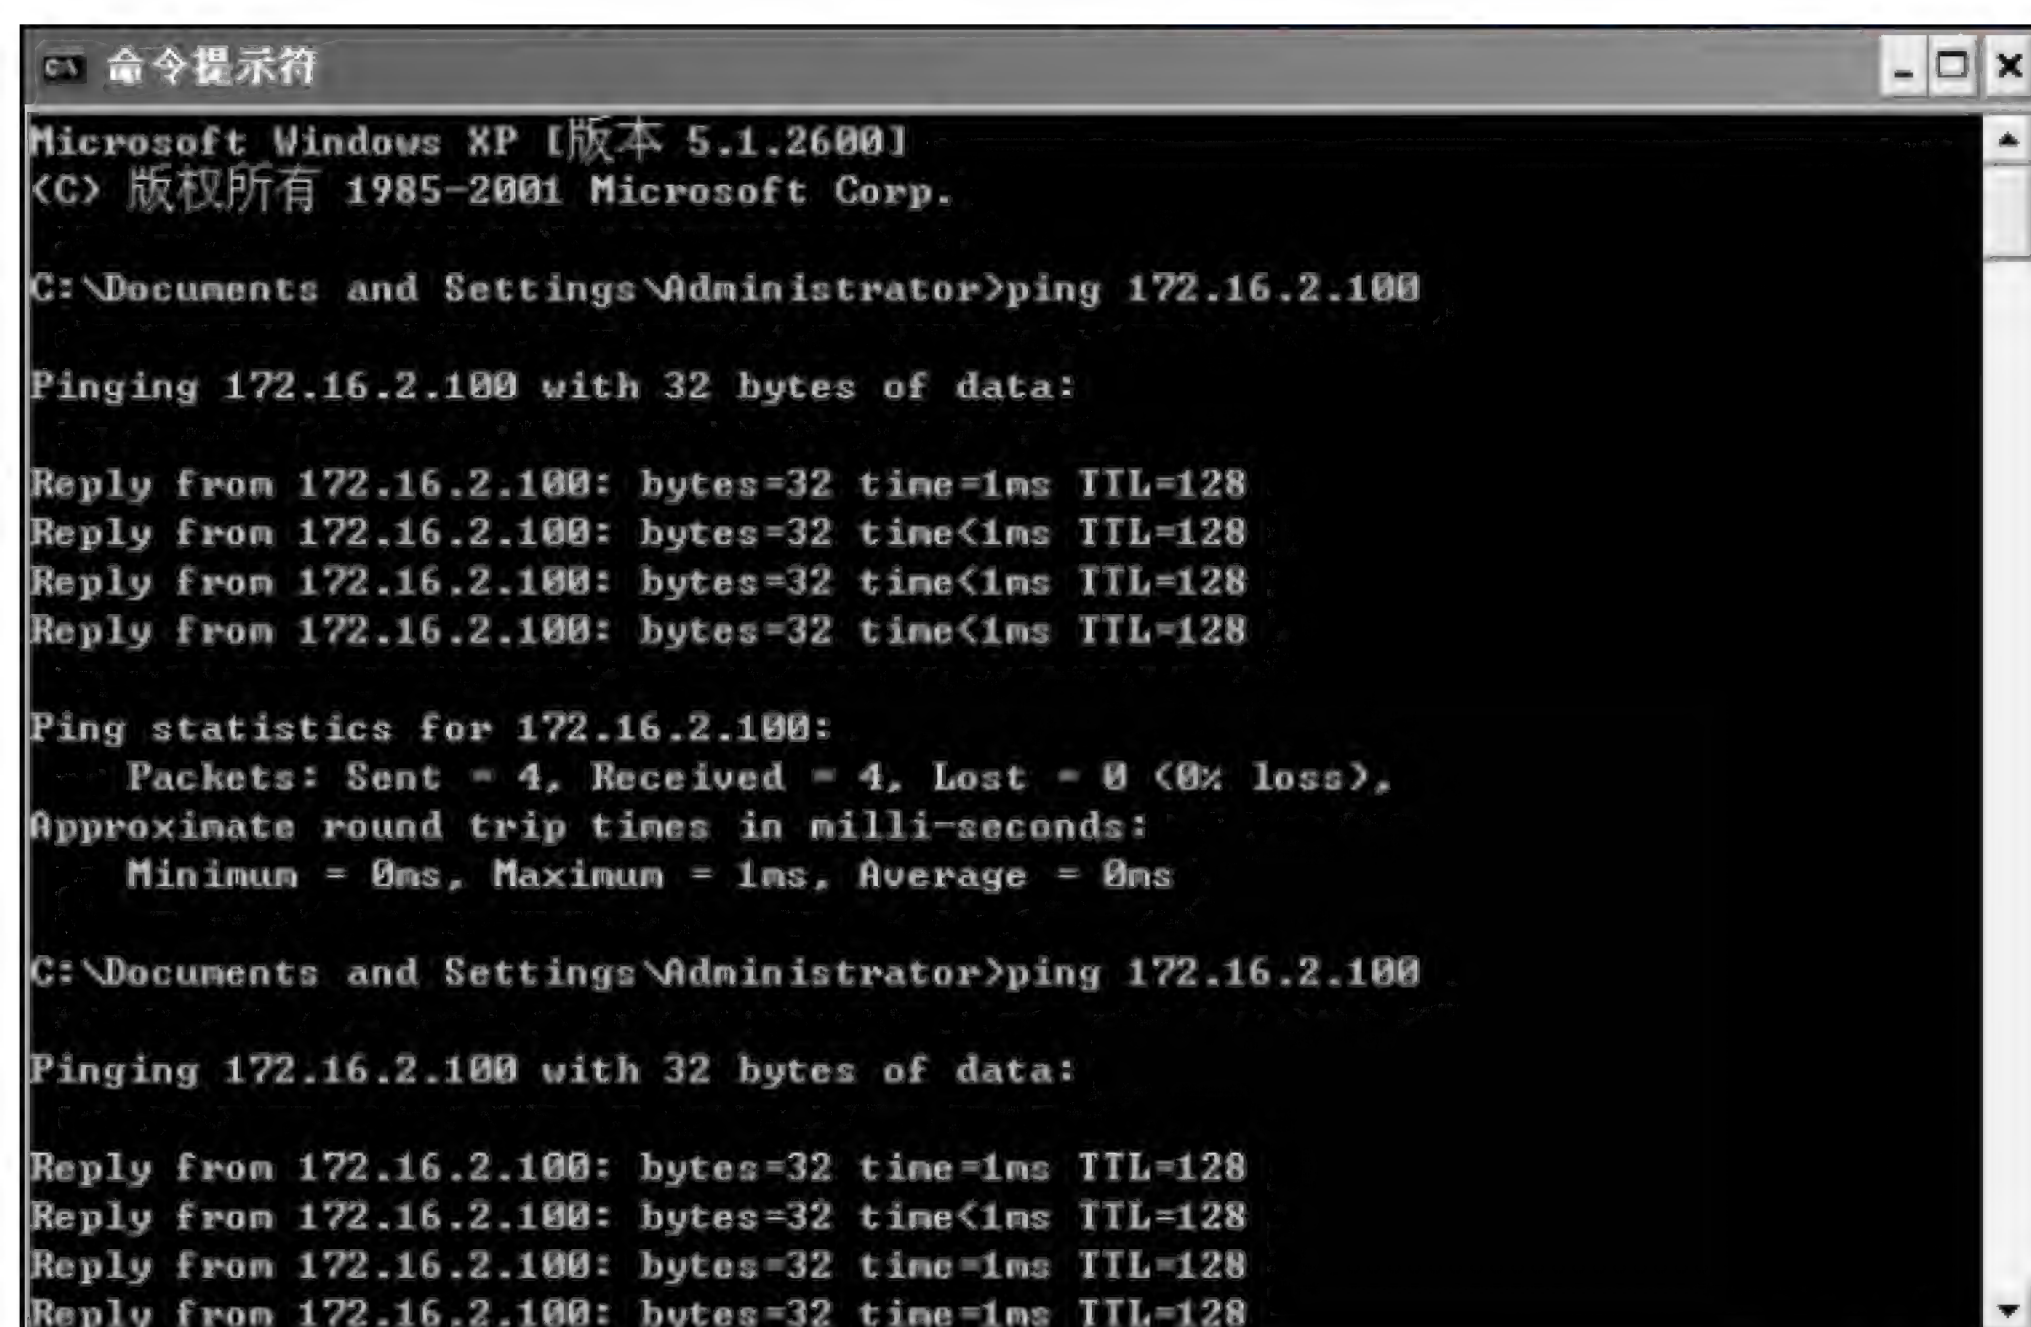 命令提示符
Microsoft Windows XP [版本 5.1.2600]
(C) 版权所有 1985-2001 Microsoft Corp.
C:\Documents and Settings\Administrator>ping 172.16.2.100
Pinging 172.16.2.100 with 32 bytes of data:
Reply from 172.16.2.100: bytes=32 time=1ms TTL=128
Reply from 172.16.2.100: bytes=32 time<1ms TTL=128
Reply from 172.16.2.100: bytes=32 time<1ms TTL=128
Reply from 172.16.2.100: bytes=32 time<1ms TTL=128
Ping statistics for 172.16.2.100:
Packets: Sent = 4, Received = 4, Lost = 0 (0% loss),
Approximate round trip times in milli-seconds:
Minimum = 0ms, Maximum = 1ms, Average = 0ms
C:\Documents and Settings\Administrator>ping 172.16.2.100
Pinging 172.16.2.100 with 32 bytes of data:
Reply from 172.16.2.100: bytes=32 time=1ms TTL=128
Reply from 172.16.2.100: bytes=32 time<1ms TTL=128
Reply from 172.16.2.100: bytes=32 time=1ms TTL=128
Reply from 172.16.2.100: bytes=32 time=1ms TTL=128